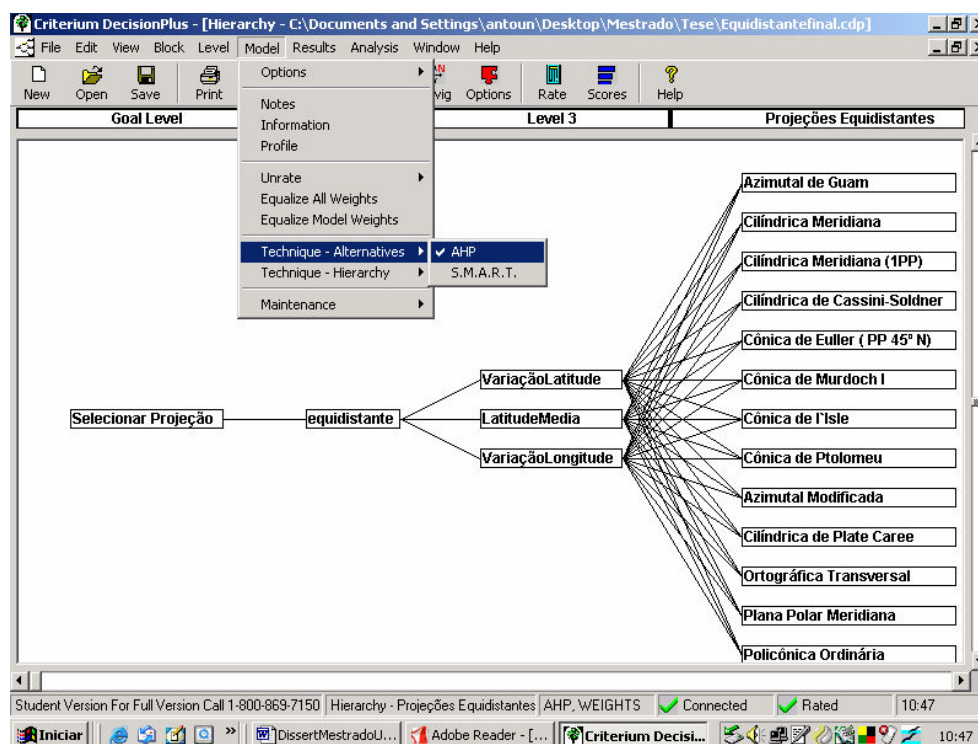 Criterium DecisionPlus - [Hierarchy - C:\Documents and Settings\antoun\Desktop\Mestrado\Tese\Equidistantefinal.cdp]
File Edit View Block Level Model Results Analysis Window Help
New Open Save Print vig Options Rate Scores Help
Goal Level Level 3 Projeções Equidistantes
Options
Notes
Information
Profile
Unrate
Equalize All Weights
Equalize Model Weights
Technique - Alternatives
Technique - Hierarchy
Maintenance
AHP
S.M.A.R.T.
Selecionar Projeção
equidistante
VariaçãoLatitude
LatitudeMedia
VariaçãoLongitude
Azimutal de Guam
Cilíndrica Meridiana
Cilíndrica Meridiana (1PP)
Cilíndrica de Cassini-Soldner
Cônica de Euller ( PP 45º N)
Cônica de Murdoch I
Cônica de l`Isle
Cônica de Ptolomeu
Azimutal Modificada
Cilíndrica de Plate Caree
Ortográfica Transversal
Plana Polar Meridiana
Policônica Ordinária
Student Version For Full Version Call 1-800-869-7150 Hierarchy - Projeções Equidistantes AHP, WEIGHTS Connected Rated 10:47
Iniciar » DissertMestradoU... Adobe Reader - [... Criterium Decisi... 10:47